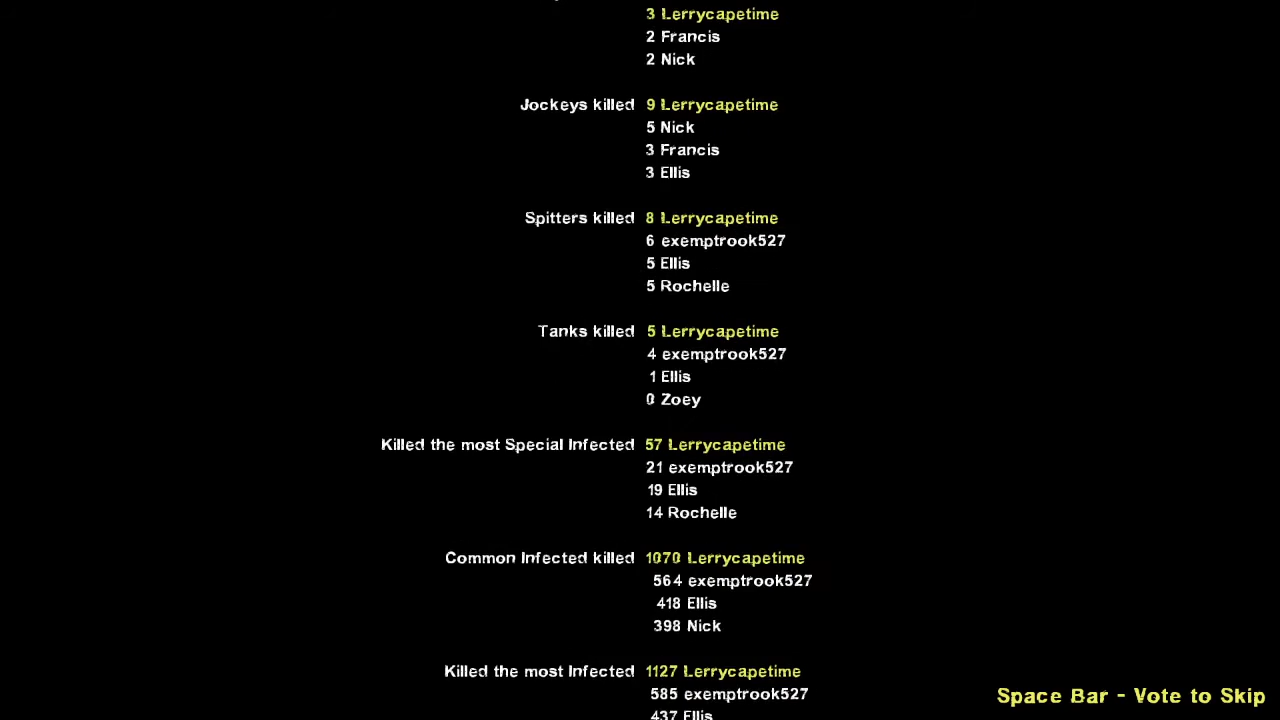 3 Lerrycapetime
2 Francis
2 Nick
Jockeys killed 9 Lerrycapetime
5 Nick
3 Francis
3 Ellis
Spitters killed 8 Lerrycapetime
6 exemptrook527
5 Ellis
5 Rochelle
Tanks killed 5 Lerrycapetime
4 exemptrook527
1 Ellis
0 Zoey
Killed the most Special Infected 57 Lerrycapetime
21 exemptrook527
19 Ellis
14 Rochelle
Common Infected killed 1070 Lerrycapetime
564 exemptrook527
418 Ellis
398 Nick
Killed the most Infected 1127 Lerrycapetime
585 exemptrook527
437 Ellis
Space Bar - Vote to Skip